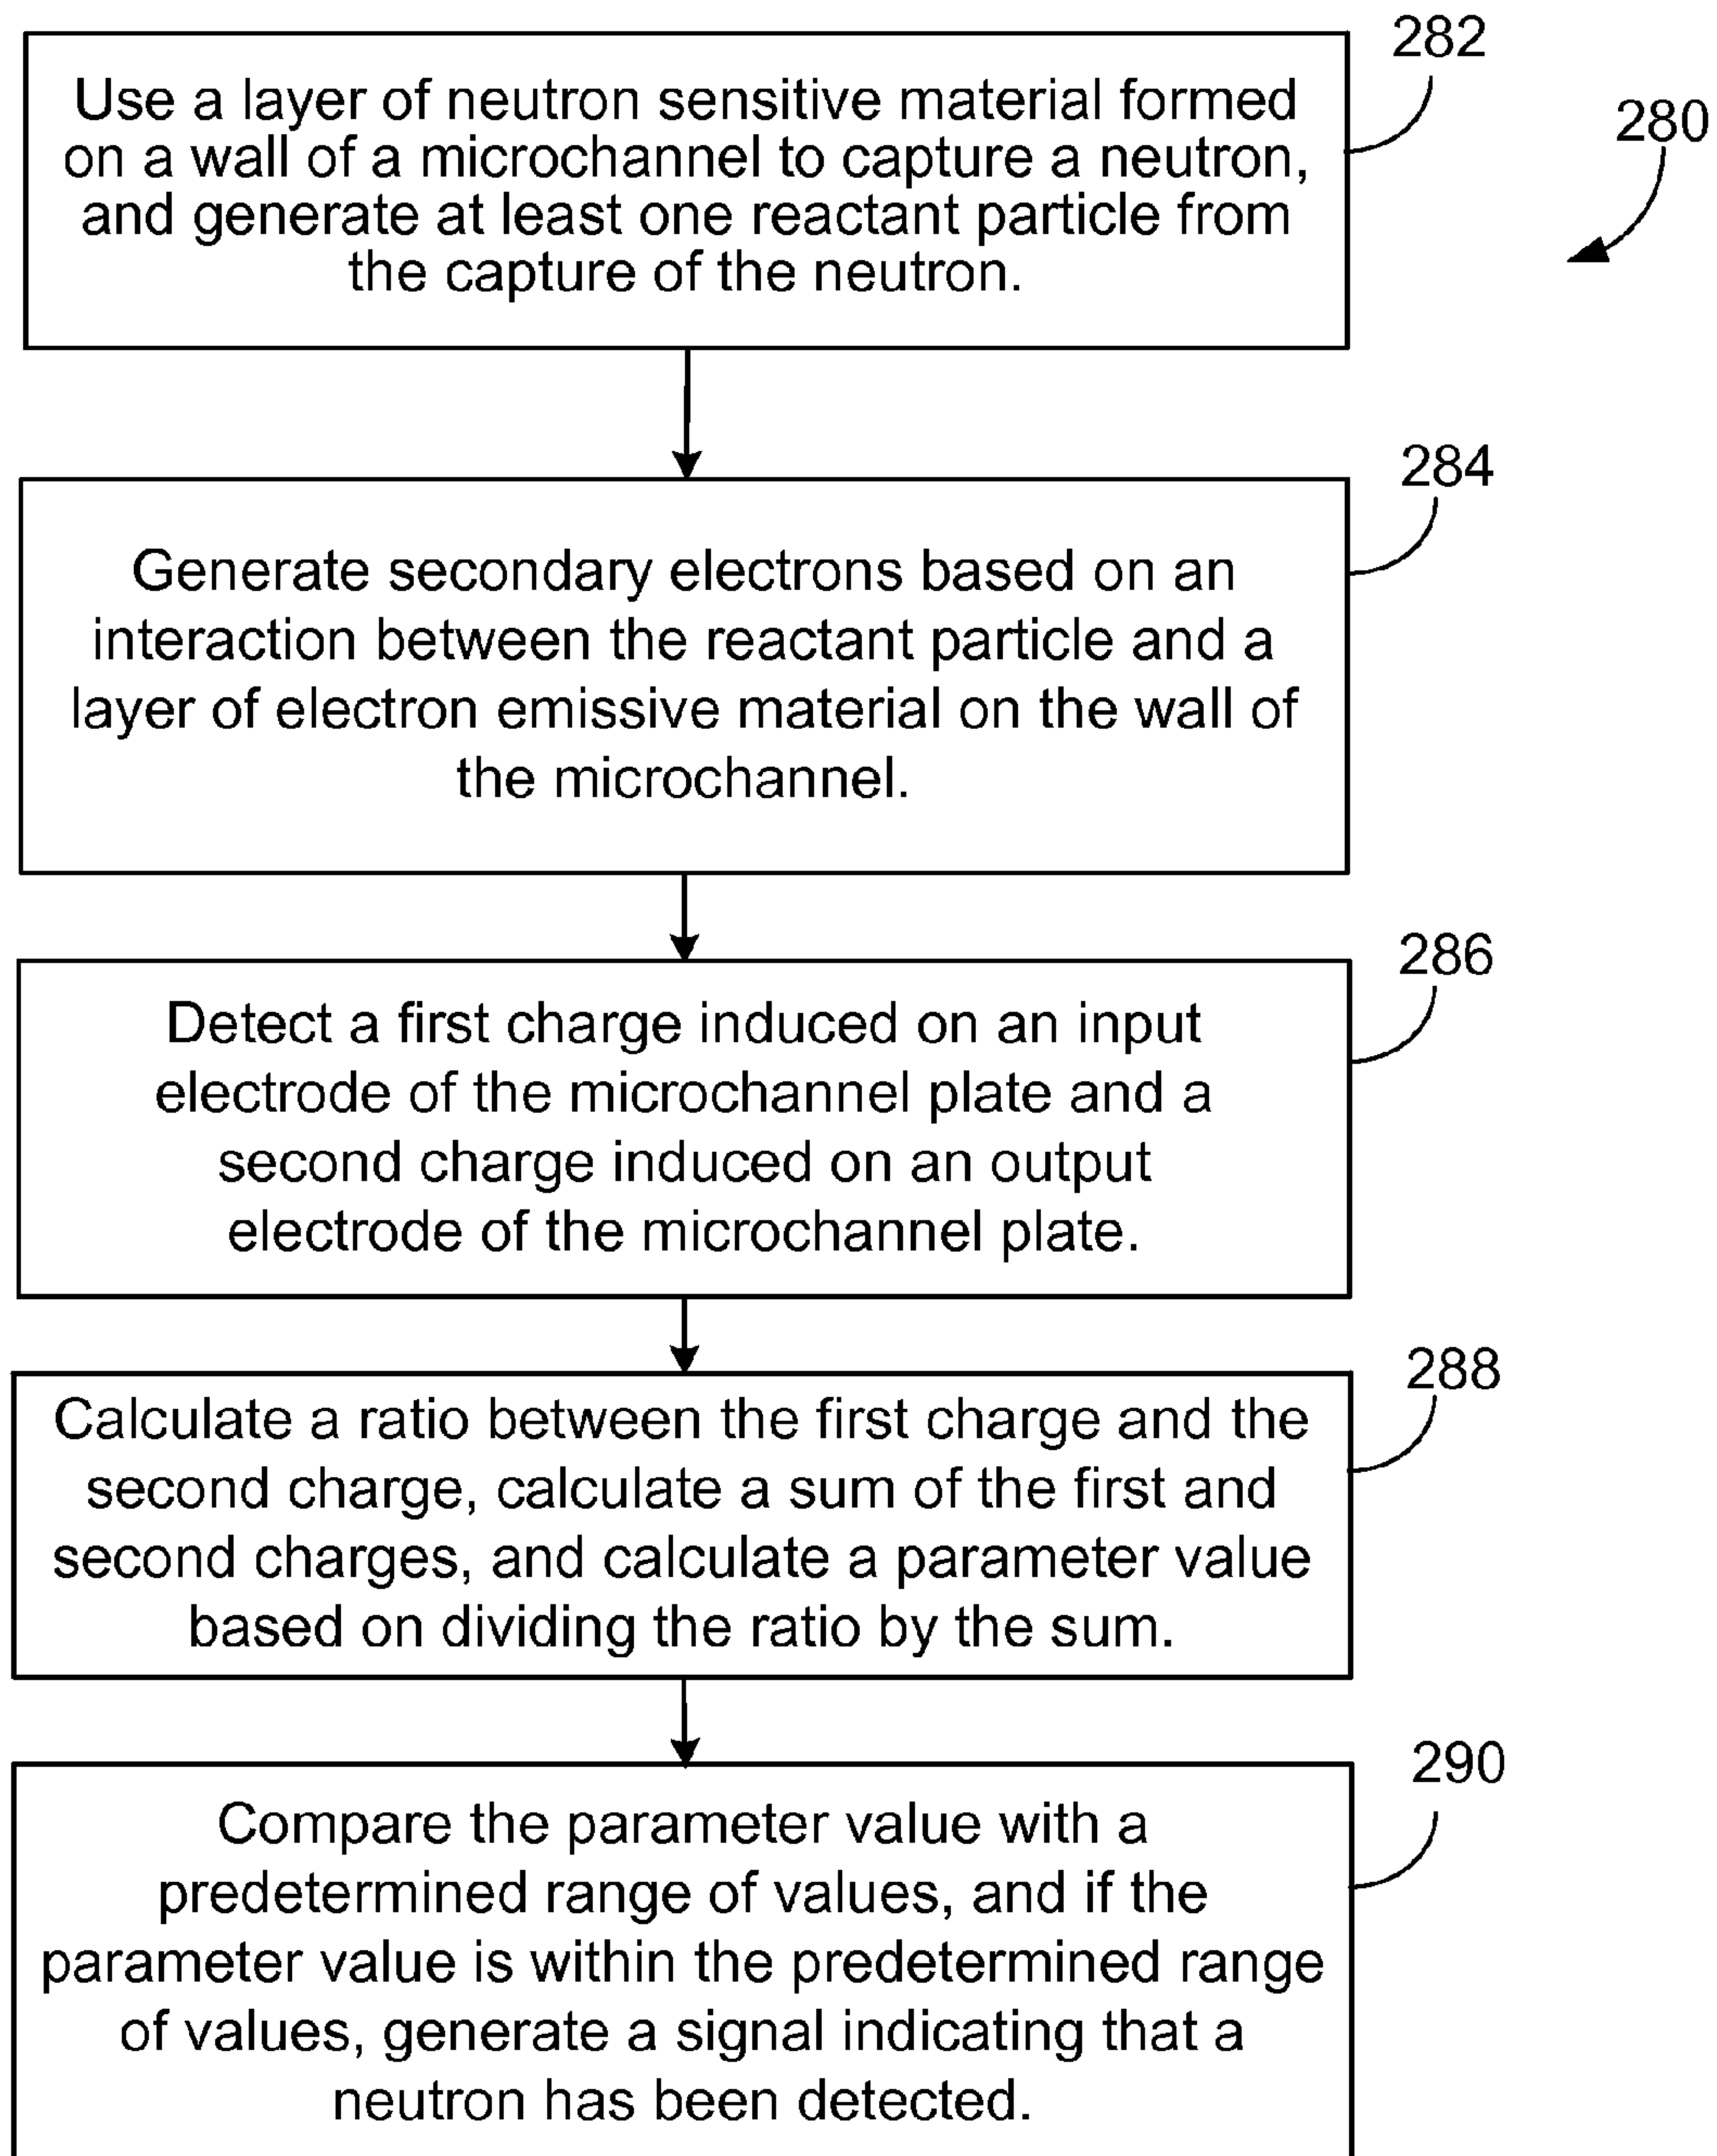 282
280
Use a layer of neutron sensitive material formed
on a wall of a microchannel to capture a neutron,
and generate at least one reactant particle from
the capture of the neutron.
284
Generate secondary electrons based on an
interaction between the reactant particle and a
layer of electron emissive material on the wall of
the microchannel.
286
Detect a first charge induced on an input
electrode of the microchannel plate and a
second charge induced on an output
electrode of the microchannel plate.
288
Calculate a ratio between the first charge and the
second charge, calculate a sum of the first and
second charges, and calculate a parameter value
based on dividing the ratio by the sum.
290
Compare the parameter value with a
predetermined range of values, and if the
parameter value is within the predetermined range
of values, generate a signal indicating that a
neutron has been detected.